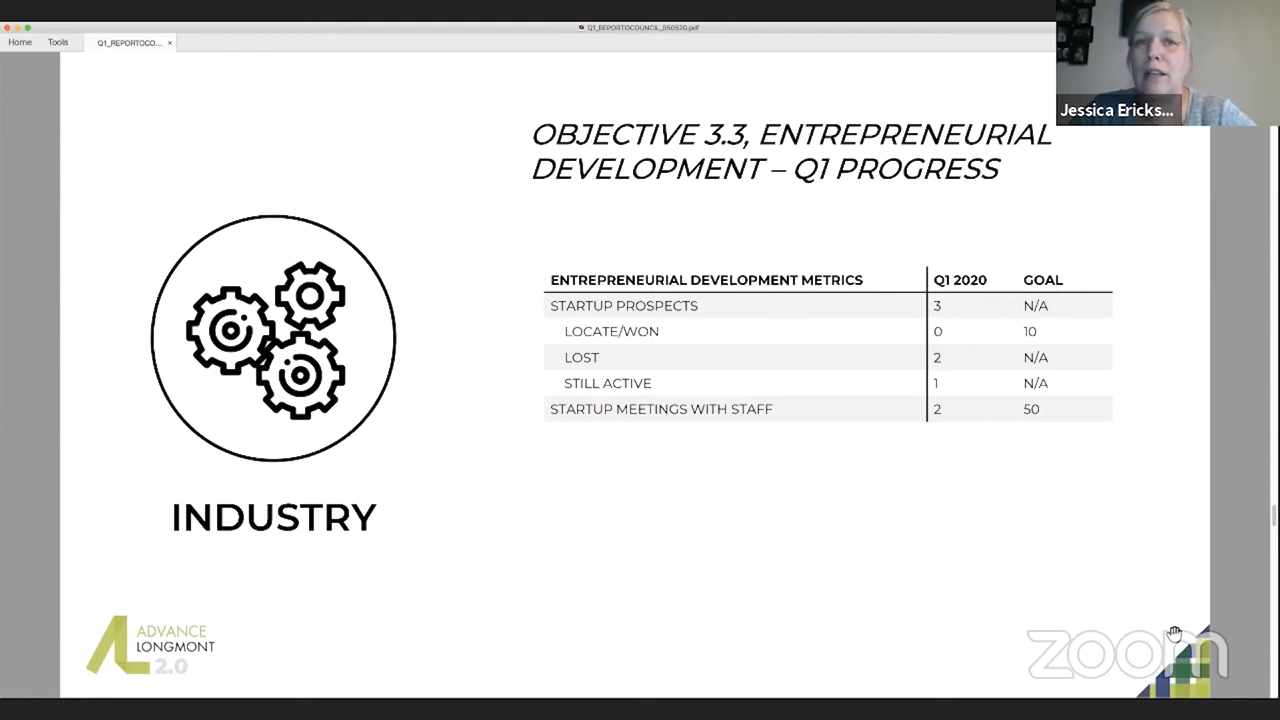 Q1_REPORTOCOUNCIL_050520.pdf
Home Tools Q1_REPORTOCO... ×
Jessica Ericks...
OBJECTIVE 3.3, ENTREPRENEURIAL
DEVELOPMENT – Q1 PROGRESS
ENTREPRENEURIAL DEVELOPMENT METRICS Q1 2020 GOAL
STARTUP PROSPECTS 3 N/A
LOCATE/WON 0 10
LOST 2 N/A
STILL ACTIVE 1 N/A
STARTUP MEETINGS WITH STAFF 2 50
INDUSTRY
ADVANCE
LONGMONT
2.0
zoom